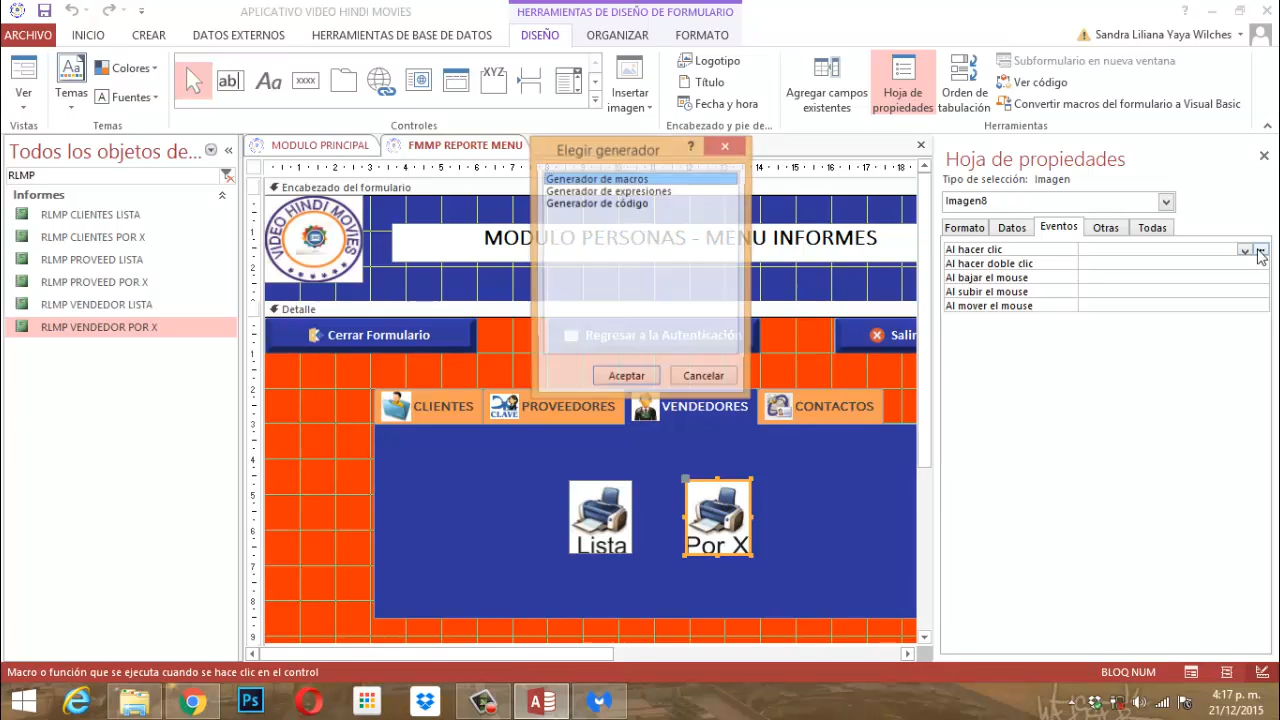 APLICATIVO VIDEO HINDI MOVIES
HERRAMIENTAS DE DISEÑO DE FORMULARIO
?
ARCHIVO INICIO CREAR DATOS EXTERNOS HERRAMIENTAS DE BASE DE DATOS DISEÑO ORGANIZAR FORMATO
Sandra Liliana Yaya Wilches
Ver
Vistas
Aa
Temas
Colores
A Fuentes
Temas
ab| Aa xxxx XYZ
Controles
Insertar
imagen
Logotipo
Título
Fecha y hora
Encabezado y pie de...
Agregar campos
existentes
Hoja de
propiedades
Orden de
tabulación
Subformulario en nueva ventana
Ver código
Convertir macros del formulario a Visual Basic
Herramientas
Todos los objetos de...
RLMP
Informes
RLMP CLIENTES LISTA
RLMP CLIENTES POR X
RLMP PROVEED LISTA
RLMP PROVEED POR X
RLMP VENDEDOR LISTA
RLMP VENDEDOR POR X
MODULO PRINCIPAL
FMMP REPORTE MENU
Encabezado del formulario
VIDEO HINDI MOVIES
MODULO PERSONAS - MENU INFORMES
Detalle
Cerrar Formulario
Regresar a la Autenticación
Salir
CLIENTES
CLAVE
PROVEEDORES
VENDEDORES
CONTACTOS
Lista
Por X
Elegir generador
?
Generador de macros
Generador de expresiones
Generador de código
Aceptar
Cancelar
Hoja de propiedades
Tipo de selección: Imagen
Imagen8
Formato Datos Eventos Otras Todas
Al hacer clic
Al hacer doble clic
Al bajar el mouse
Al subir el mouse
Al mover el mouse
Macro o función que se ejecuta cuando se hace clic en el control
BLOQ NUM
Ps
4:17 p. m.
21/12/2015